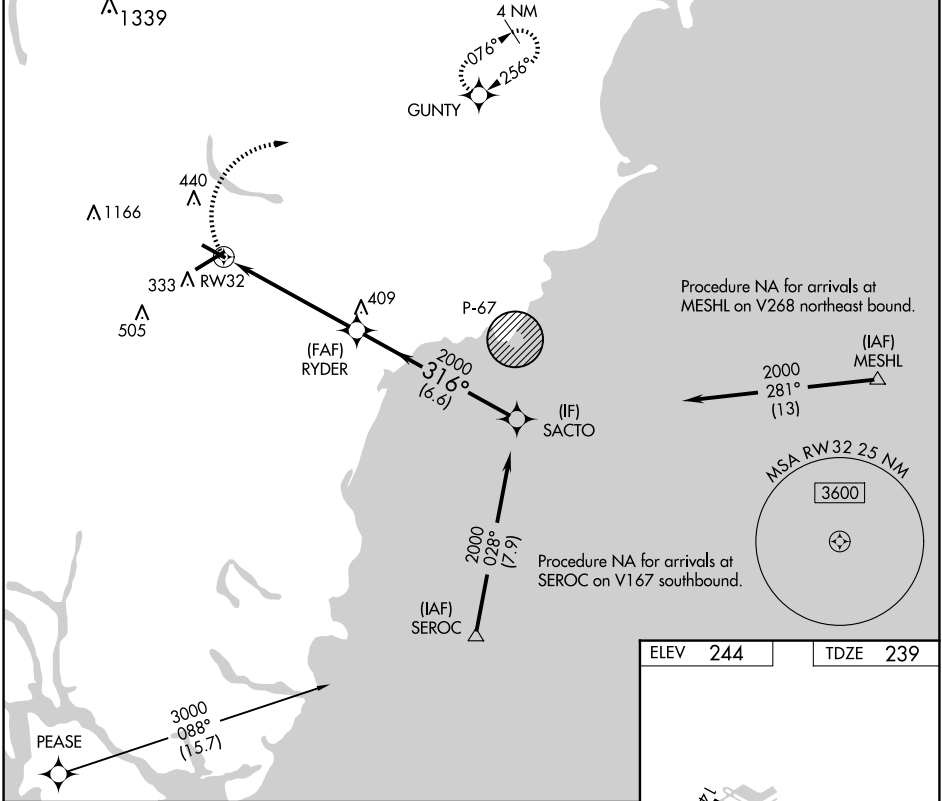 1339
4 NM
076°
256°
GUNTY
440
1166
333
RW32
505
409
(FAF)
RYDER
P-67
2000
316°
(6.6)
(IF)
SACTO
Procedure NA for arrivals at
MESHL on V268 northeast bound.
(IAF)
MESHL
2000
281°
(13)
MSA RW32 25 NM
3600
2000
028°
(7.9)
Procedure NA for arrivals at
SEROC on V167 southbound.
(IAF)
SEROC
ELEV 244
TDZE 239
3000
088°
(15.7)
PEASE
14